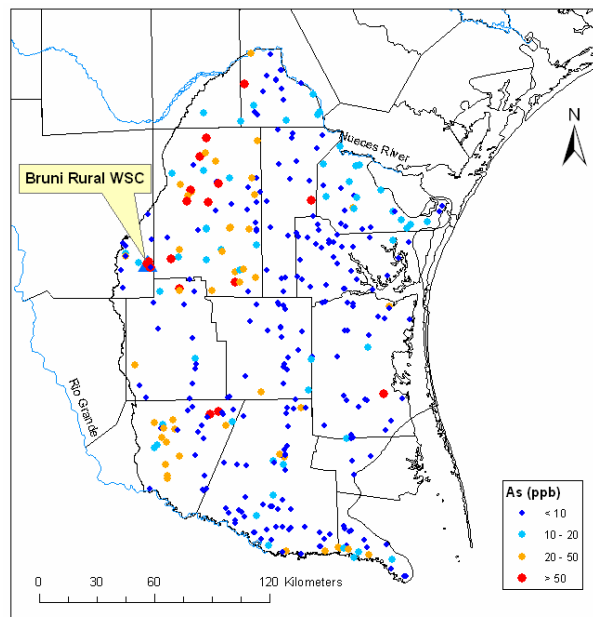 N
Nueces River
Bruni Rural WSC
Rio Grande
As (ppb)
< 10
10 - 20
20 - 50
> 50
0 30 60 120 Kilometers